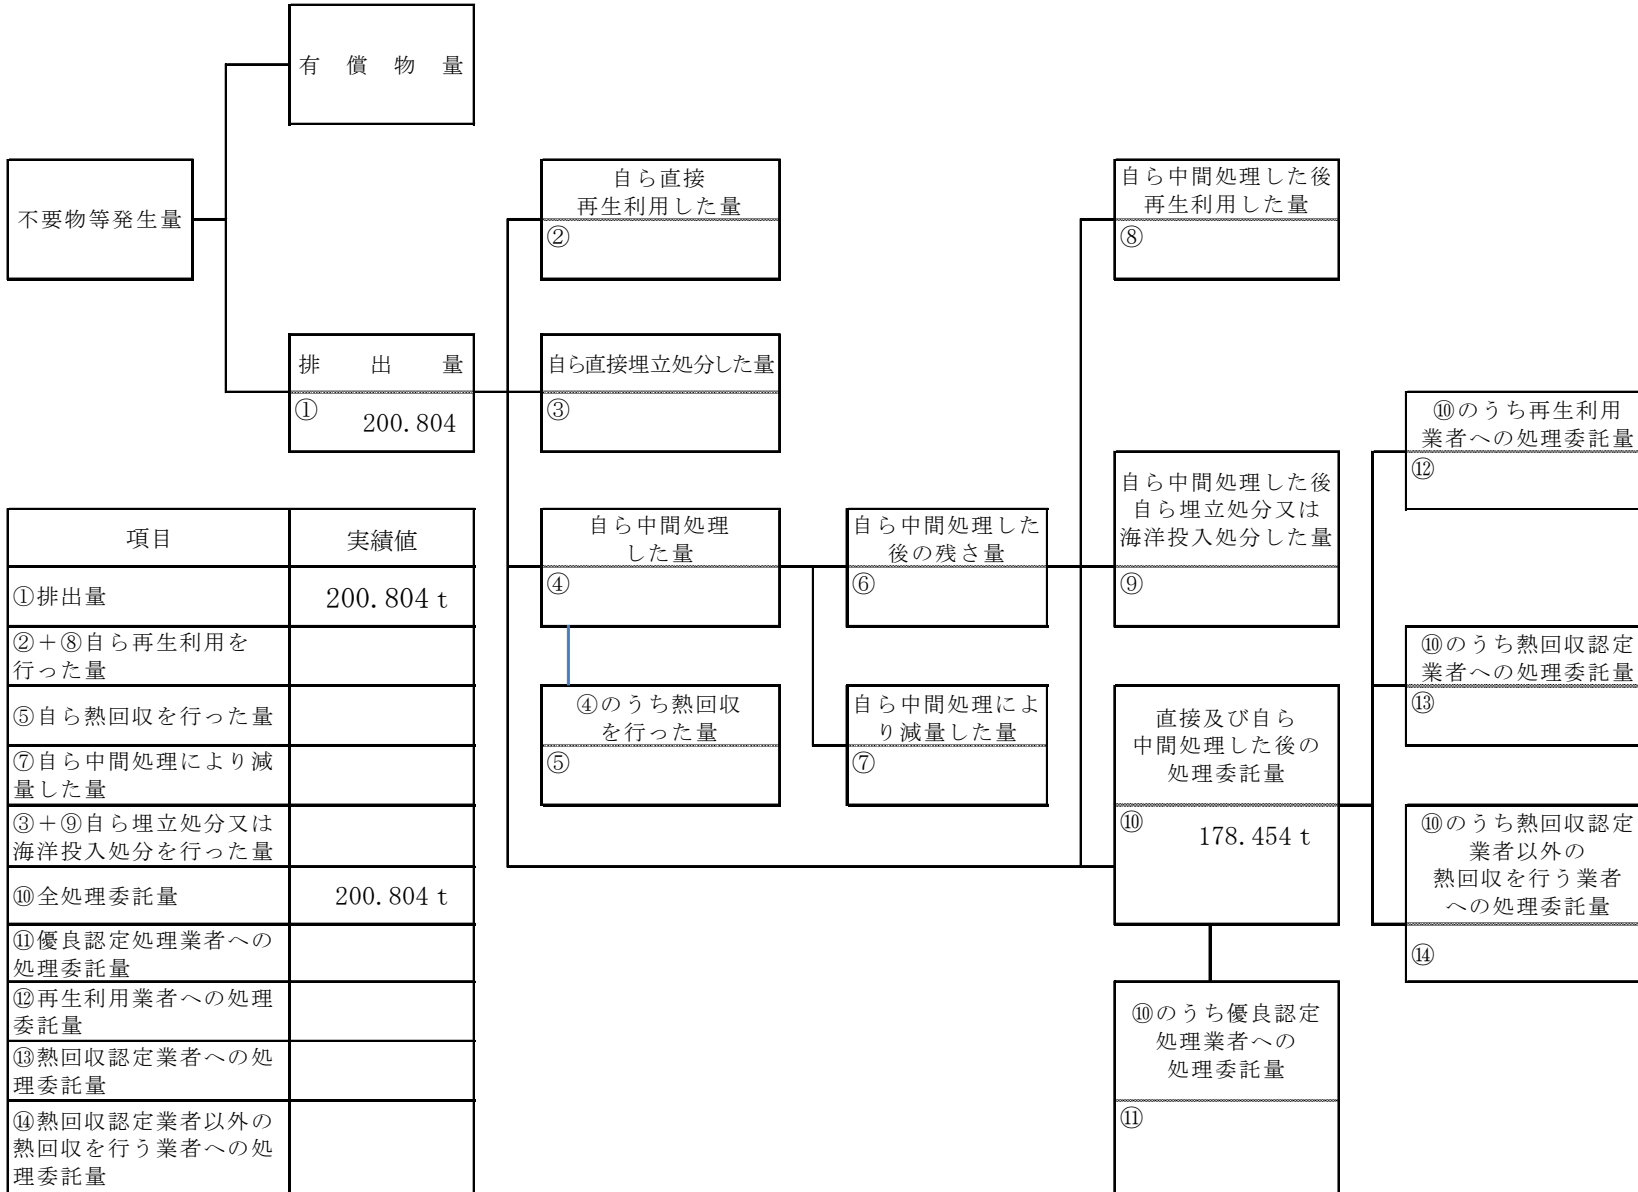 有償物量
不要物等発生量
自ら直接
再生利用した量
②
自ら中間処理した後
再生利用した量
⑧
排出量
① 200.804
自ら直接埋立処分した量
③
⑩のうち再生利用
業者への処理委託量
⑫
自ら中間処理した後
自ら埋立処分又は
海洋投入処分した量
⑨
自ら中間処理
した量
④
自ら中間処理した
後の残さ量
⑥
⑩のうち熱回収認定
業者への処理委託量
⑬
④のうち熱回収
を行った量
⑤
自ら中間処理によ
り減量した量
⑦
直接及び自ら
中間処理した後の
処理委託量
⑩ 178.454 t
⑩のうち熱回収認定
業者以外の
熱回収を行う業者
への処理委託量
⑭
⑩のうち優良認定
処理業者への
処理委託量
⑪
項目 実績値
①排出量 200.804 t
②＋⑧自ら再生利用を
行った量
⑤自ら熱回収を行った量
⑦自ら中間処理により減
量した量
③＋⑨自ら埋立処分又は
海洋投入処分を行った量
⑩全処理委託量 200.804 t
⑪優良認定処理業者への
処理委託量
⑫再生利用業者への処理
委託量
⑬熱回収認定業者への処
理委託量
⑭熱回収認定業者以外の
熱回収を行う業者への処
理委託量